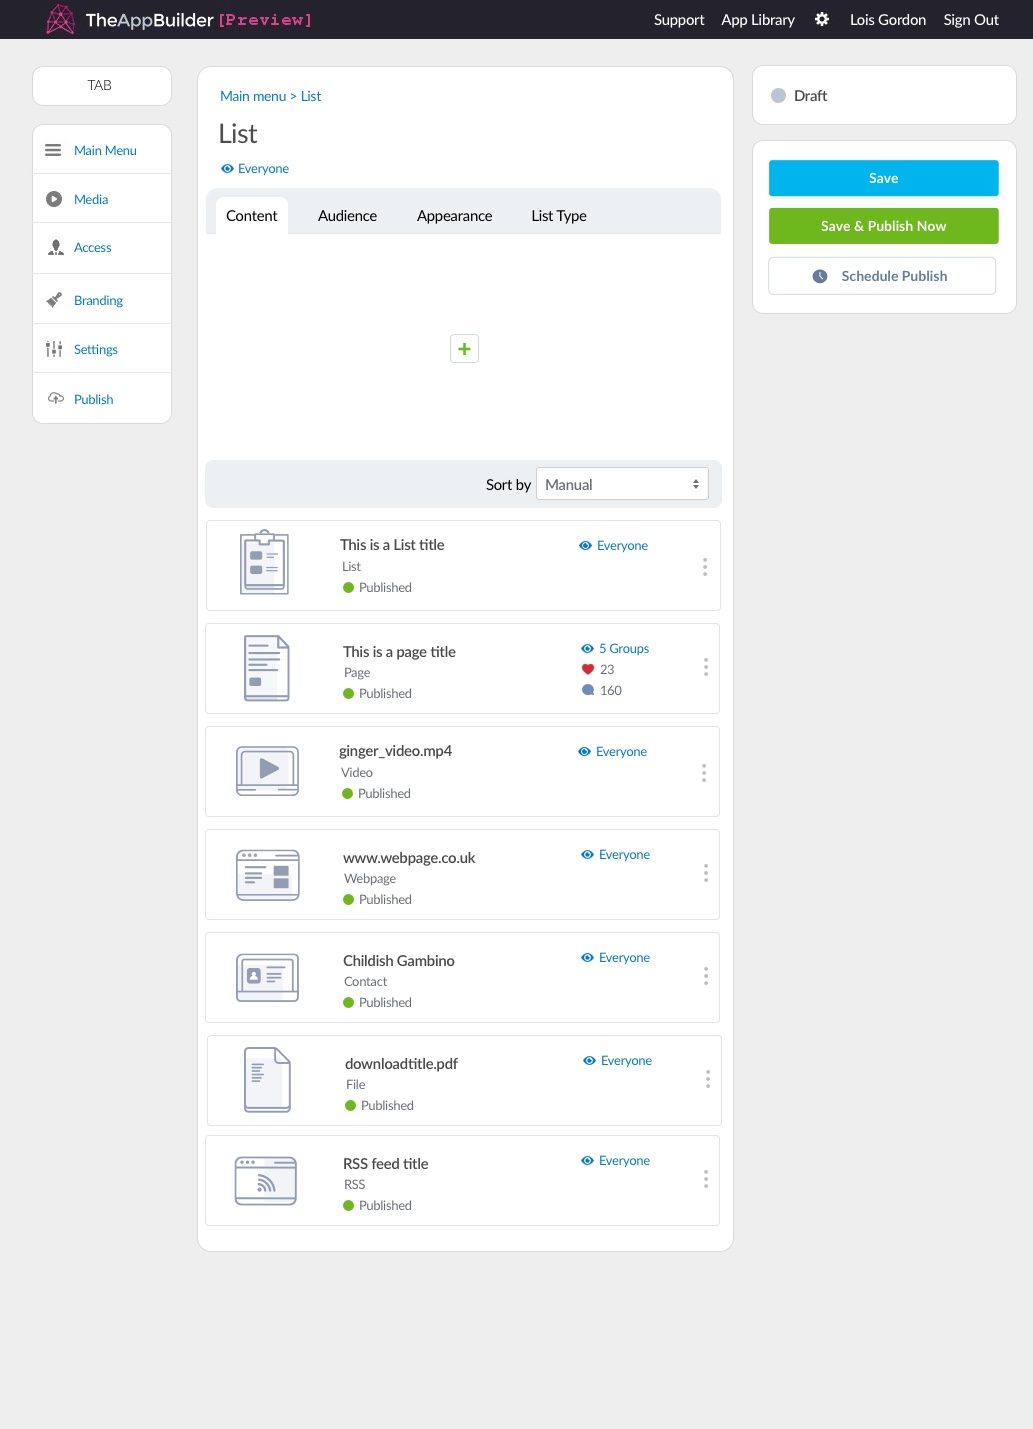 TheAppBuilder [Preview]
Support App Library Lois Gordon Sign Out
TAB
Main Menu
Media
Access
Branding
Settings
Publish
Main menu > List
List
Everyone
Content Audience Appearance List Type
Sort by Manual
This is a List title
List
Published
Everyone
This is a page title
Page
Published
5 Groups
23
160
ginger_video.mp4
Video
Published
Everyone
www.webpage.co.uk
Webpage
Published
Everyone
Childish Gambino
Contact
Published
Everyone
downloadtitle.pdf
File
Published
Everyone
RSS feed title
RSS
Published
Everyone
Draft
Save
Save & Publish Now
Schedule Publish